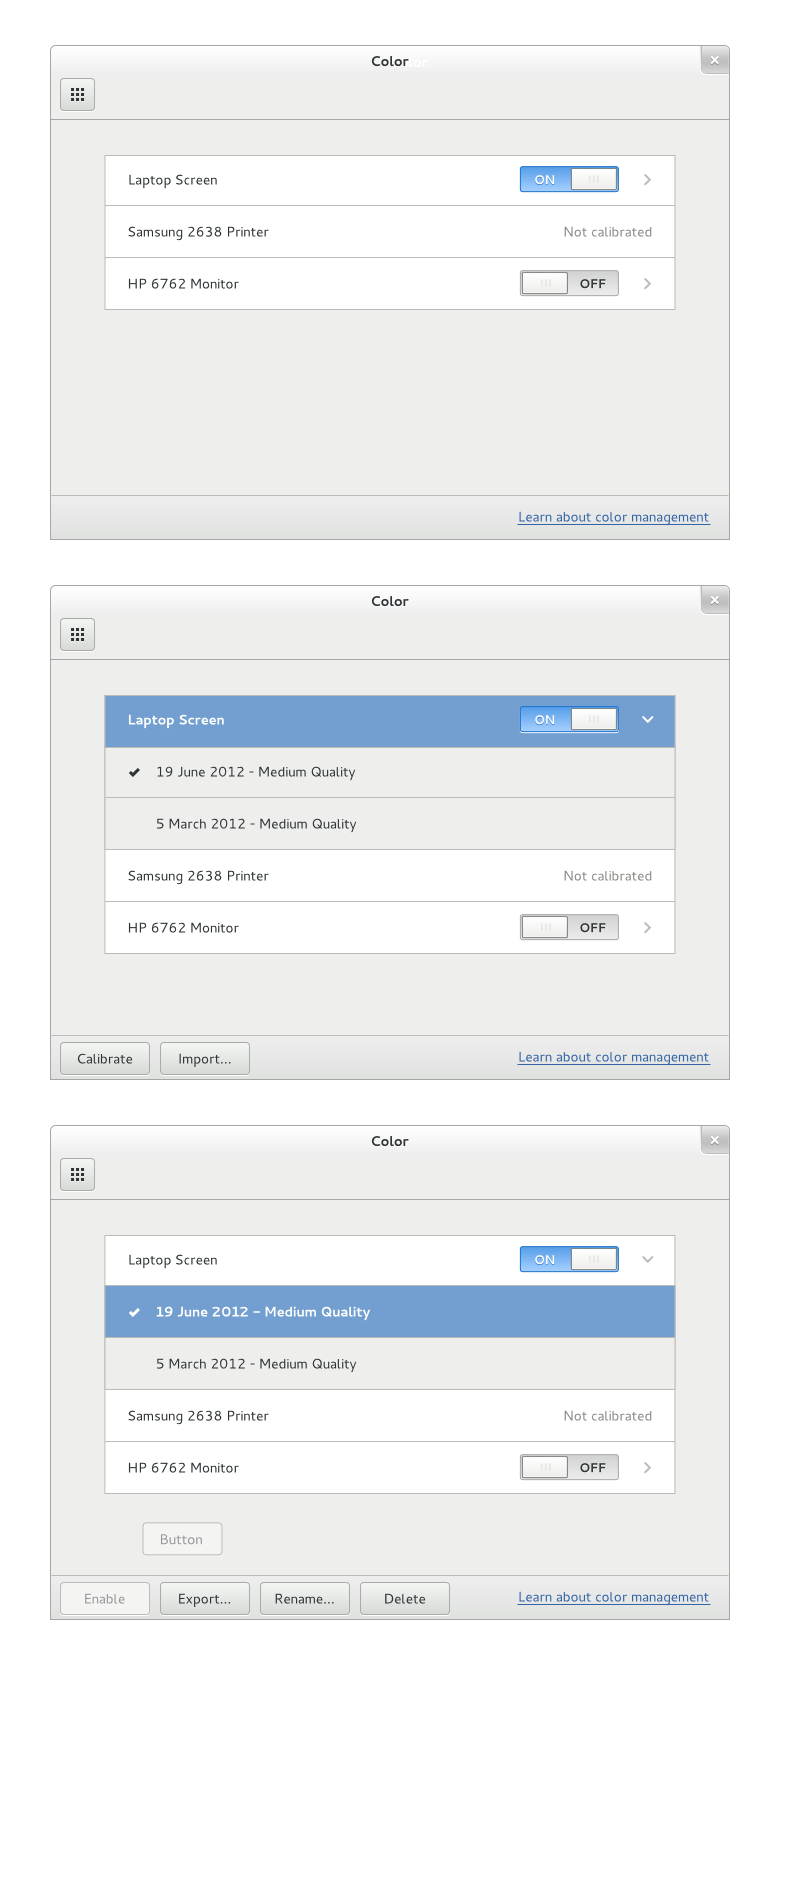 Color
Laptop Screen ON
Samsung 2638 Printer Not calibrated
HP 6762 Monitor OFF
Learn about color management
Color
Laptop Screen ON
19 June 2012 - Medium Quality
5 March 2012 - Medium Quality
Samsung 2638 Printer Not calibrated
HP 6762 Monitor OFF
Calibrate Import... Learn about color management
Color
Laptop Screen ON
19 June 2012 – Medium Quality
5 March 2012 - Medium Quality
Samsung 2638 Printer Not calibrated
HP 6762 Monitor OFF
Button
Enable Export... Rename... Delete Learn about color management